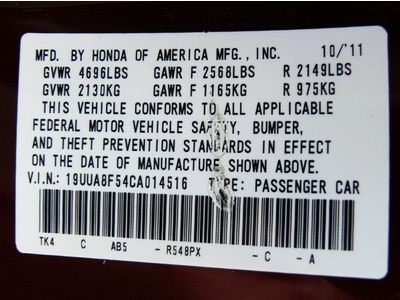 MFD. BY HONDA OF AMERICA MFG., INC. 10/'11
GVWR 4696LBS GAWR F 2568LBS R 2149LBS
GVWR 2130KG GAWR F 1165KG R 975KG
THIS VEHICLE CONFORMS TO ALL APPLICABLE
FEDERAL MOTOR VEHICLE SAFETY, BUMPER,
AND THEFT PREVENTION STANDARDS IN EFFECT
ON THE DATE OF MANUFACTURE SHOWN ABOVE.
V.I.N.: 19UUA8F54CA014516 TYPE: PASSENGER CAR
TK4 C AB5 - R548PX - C - A